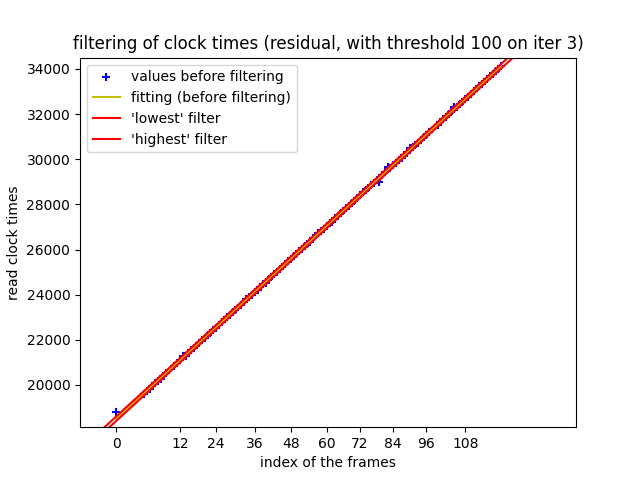 filtering of clock times (residual, with threshold 100 on iter 3)
values before filtering
fitting (before filtering)
'lowest' filter
'highest' filter
read clock times
34000
32000
30000
28000
26000
24000
22000
20000
0 12 24 36 48 60 72 84 96 108
index of the frames